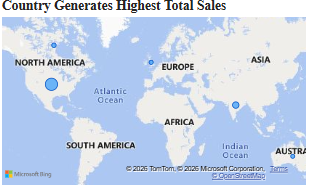 Country Generates Highest Total Sales
NORTH AMERICA
EUROPE
ASIA
Atlantic
Ocean
AFRICA
SOUTH AMERICA
Indian
Ocean
AUSTRA
Microsoft Bing
© 2026 TomTom, © 2026 Microsoft Corporation, Terms
© OpenStreetMap